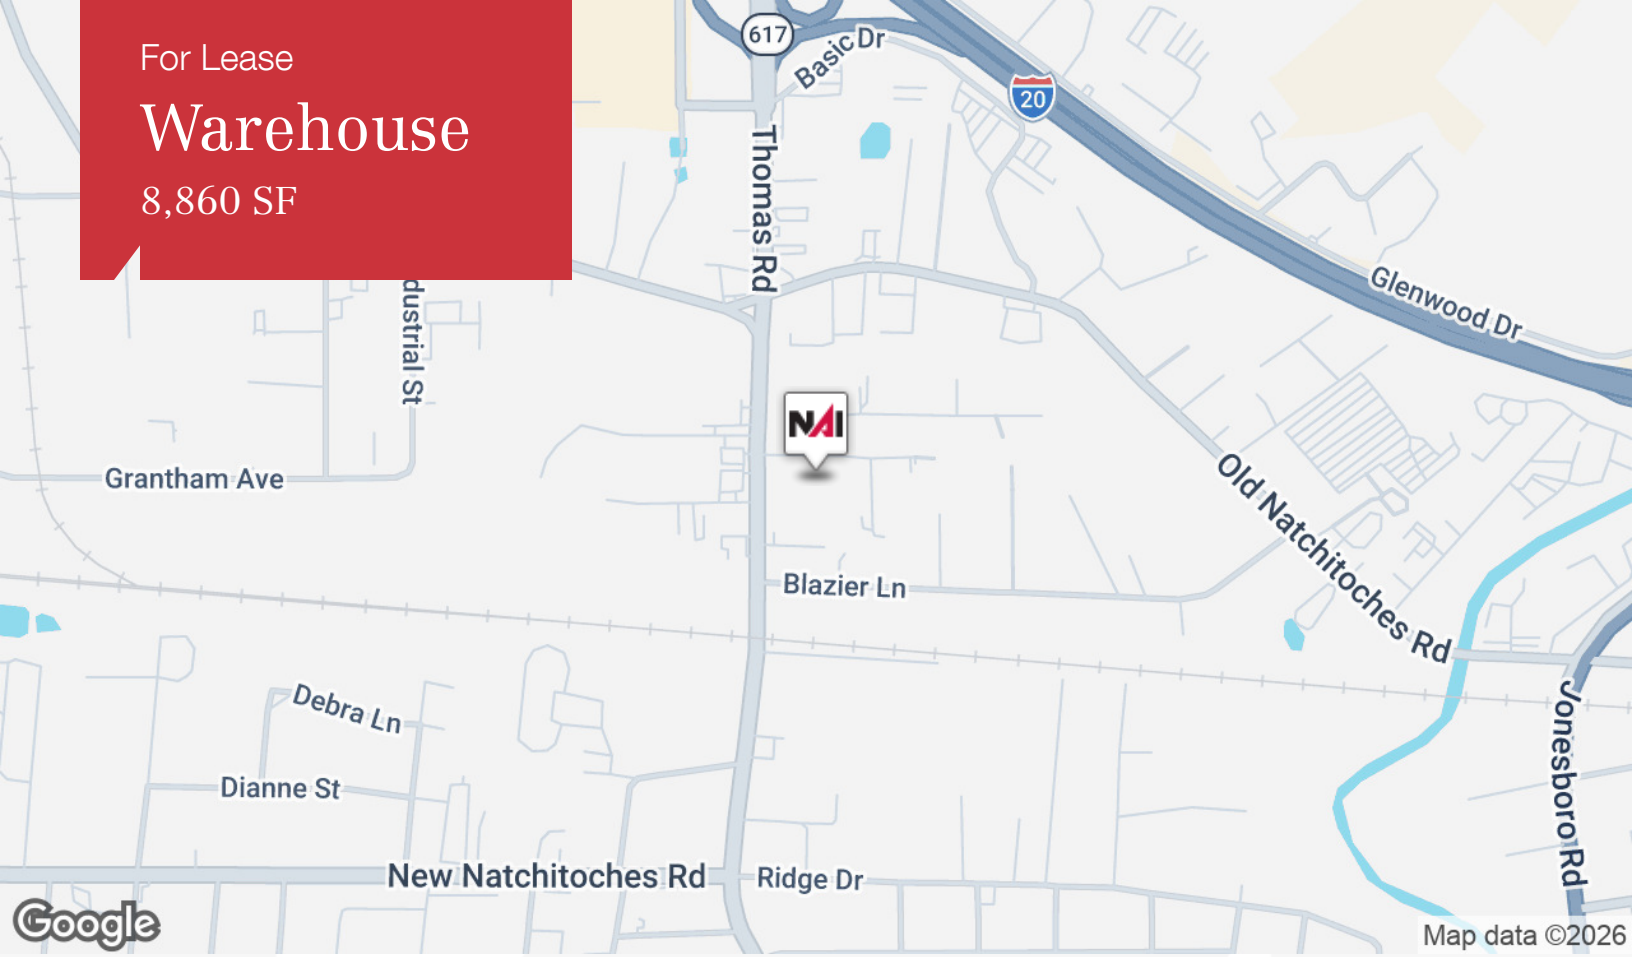 For Lease
Warehouse
8,860 SF
617
Basic Dr
20
Thomas Rd
Glenwood Dr
dustrial St
NAI
Grantham Ave
Old Natchitoches Rd
Blazier Ln
Debra Ln
Jonesboro Rd
Dianne St
New Natchitoches Rd
Ridge Dr
Google
Map data ©2026